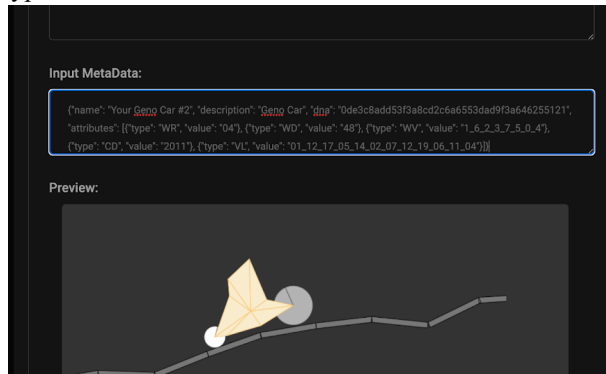 Input MetaData:
{"name": "Your Geno Car #2", "description": "Geno Car", "dna": "0de3c8add53f3a8cd2c6a6553dad9f3a646255121",
"attributes": [{"type": "WR", "value": "04"}, {"type": "WD", "value": "48"}, {"type": "WV", "value": "1_6_2_3_7_5_0_4"},
{"type": "CD", "value": "2011"}, {"type": "VL", "value": "01_12_17_05_14_02_07_12_19_06_11_04"}]}
Preview: